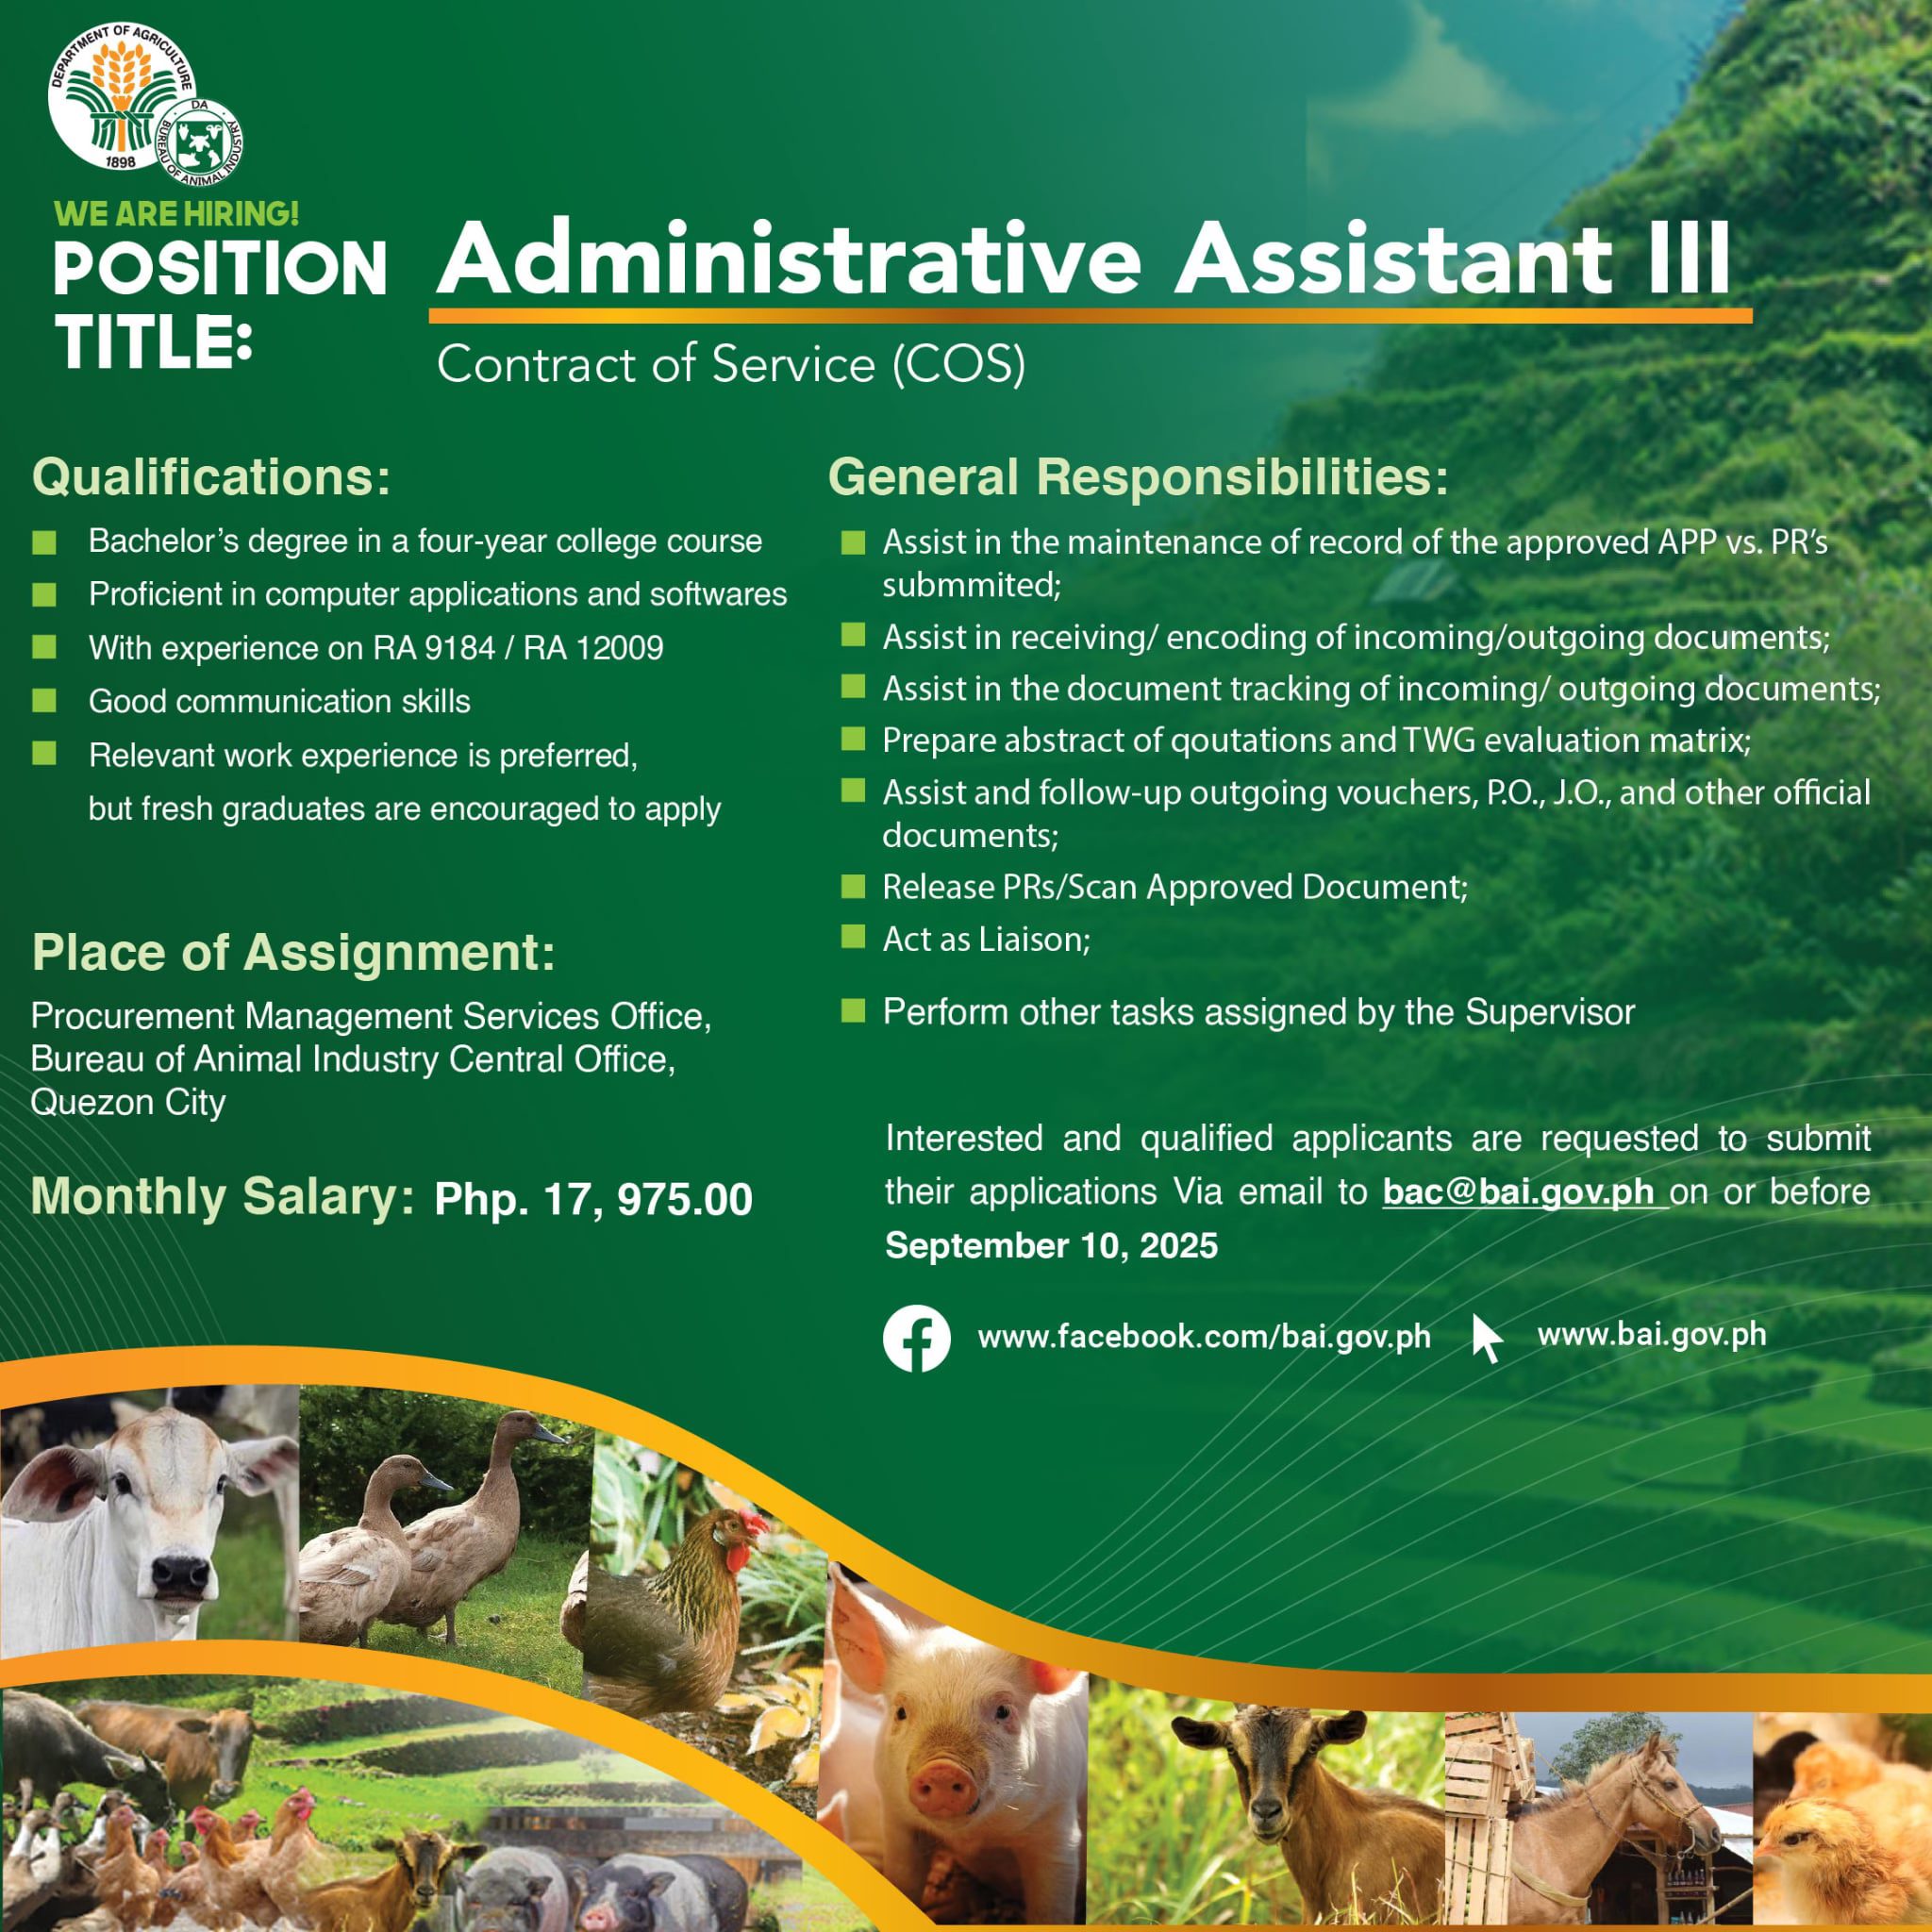 DEPARTMENT OF AGRICULTURE
1898
DA
BUREAU OF ANIMAL INDUSTRY
WE ARE HIRING!
POSITION
TITLE:
Administrative Assistant III
Contract of Service (COS)
Qualifications:
Bachelor’s degree in a four-year college course
Proficient in computer applications and softwares
With experience on RA 9184 / RA 12009
Good communication skills
Relevant work experience is preferred,
but fresh graduates are encouraged to apply
Place of Assignment:
Procurement Management Services Office,
Bureau of Animal Industry Central Office,
Quezon City
Monthly Salary: Php. 17, 975.00
General Responsibilities:
Assist in the maintenance of record of the approved APP vs. PR’s
submmited;
Assist in receiving/ encoding of incoming/outgoing documents;
Assist in the document tracking of incoming/ outgoing documents;
Prepare abstract of qoutations and TWG evaluation matrix;
Assist and follow-up outgoing vouchers, P.O., J.O., and other official
documents;
Release PRs/Scan Approved Document;
Act as Liaison;
Perform other tasks assigned by the Supervisor
Interested and qualified applicants are requested to submit
their applications Via email to bac@bai.gov.ph on or before
September 10, 2025
www.facebook.com/bai.gov.ph
www.bai.gov.ph